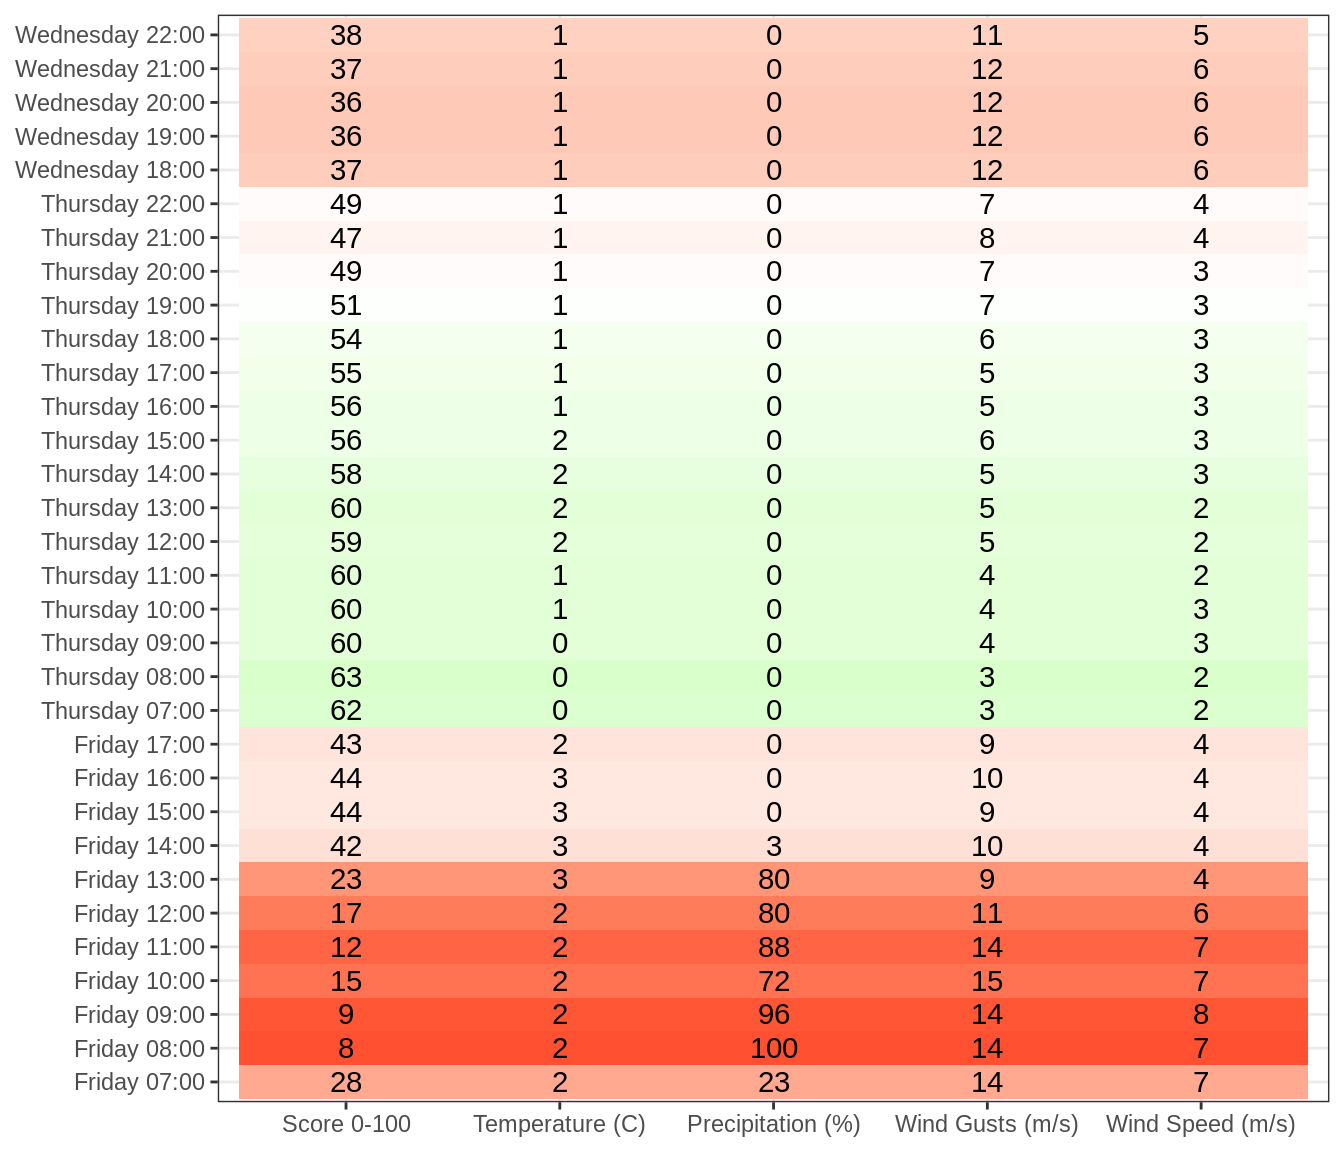 Wednesday 22:00 38 1 0 11 5
Wednesday 21:00 37 1 0 12 6
Wednesday 20:00 36 1 0 12 6
Wednesday 19:00 36 1 0 12 6
Wednesday 18:00 37 1 0 12 6
Thursday 22:00 49 1 0 7 4
Thursday 21:00 47 1 0 8 4
Thursday 20:00 49 1 0 7 3
Thursday 19:00 51 1 0 7 3
Thursday 18:00 54 1 0 6 3
Thursday 17:00 55 1 0 5 3
Thursday 16:00 56 1 0 5 3
Thursday 15:00 56 2 0 6 3
Thursday 14:00 58 2 0 5 3
Thursday 13:00 60 2 0 5 2
Thursday 12:00 59 2 0 5 2
Thursday 11:00 60 1 0 4 2
Thursday 10:00 60 1 0 4 3
Thursday 09:00 60 0 0 4 3
Thursday 08:00 63 0 0 3 2
Thursday 07:00 62 0 0 3 2
Friday 17:00 43 2 0 9 4
Friday 16:00 44 3 0 10 4
Friday 15:00 44 3 0 9 4
Friday 14:00 42 3 3 10 4
Friday 13:00 23 3 80 9 4
Friday 12:00 17 2 80 11 6
Friday 11:00 12 2 88 14 7
Friday 10:00 15 2 72 15 7
Friday 09:00 9 2 96 14 8
Friday 08:00 8 2 100 14 7
Friday 07:00 28 2 23 14 7
Score 0-100 Temperature (C) Precipitation (%) Wind Gusts (m/s) Wind Speed (m/s)